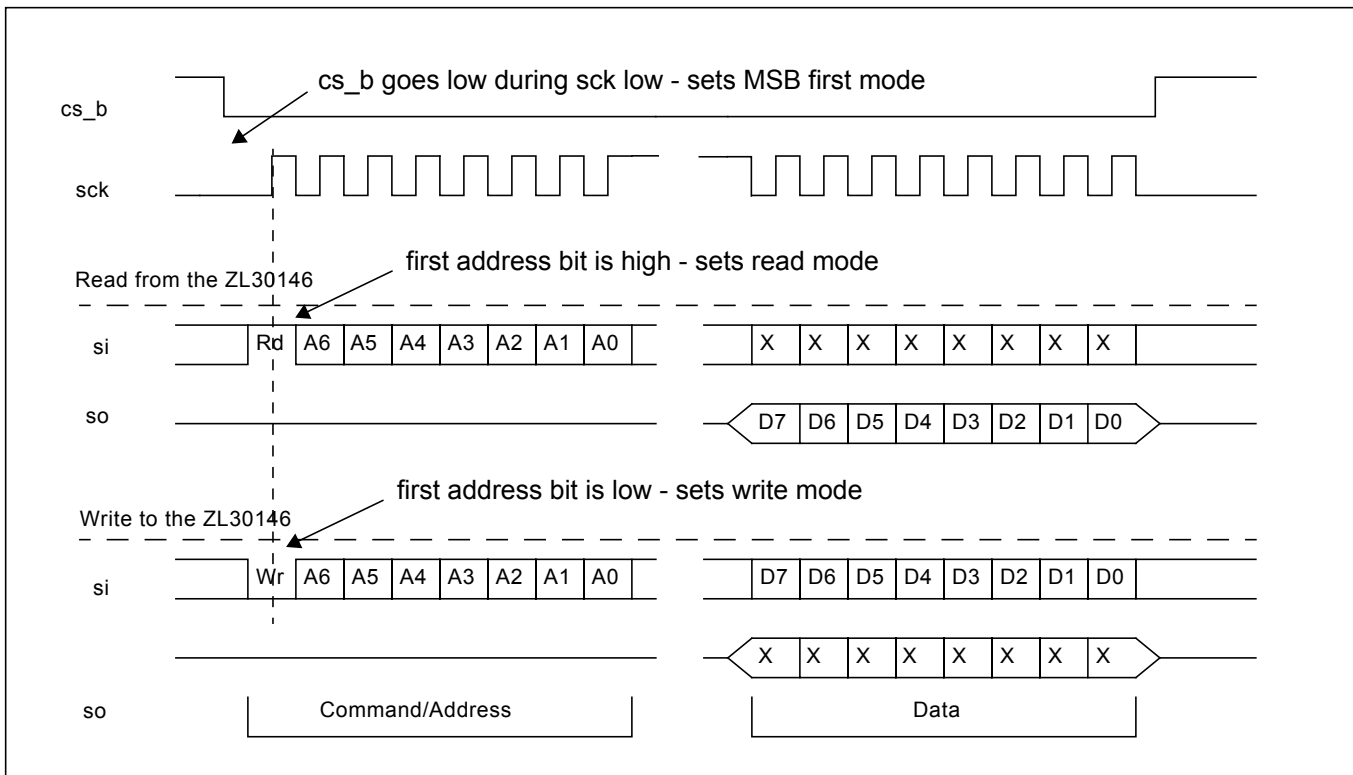 cs_b goes low during sck low - sets MSB first mode
cs_b
sck
first address bit is high - sets read mode
Read from the ZL30146
si Rd A6 A5 A4 A3 A2 A1 A0 X X X X X X X X
so D7 D6 D5 D4 D3 D2 D1 D0
first address bit is low - sets write mode
Write to the ZL30146
si Wr A6 A5 A4 A3 A2 A1 A0 D7 D6 D5 D4 D3 D2 D1 D0
X X X X X X X X
so Command/Address Data